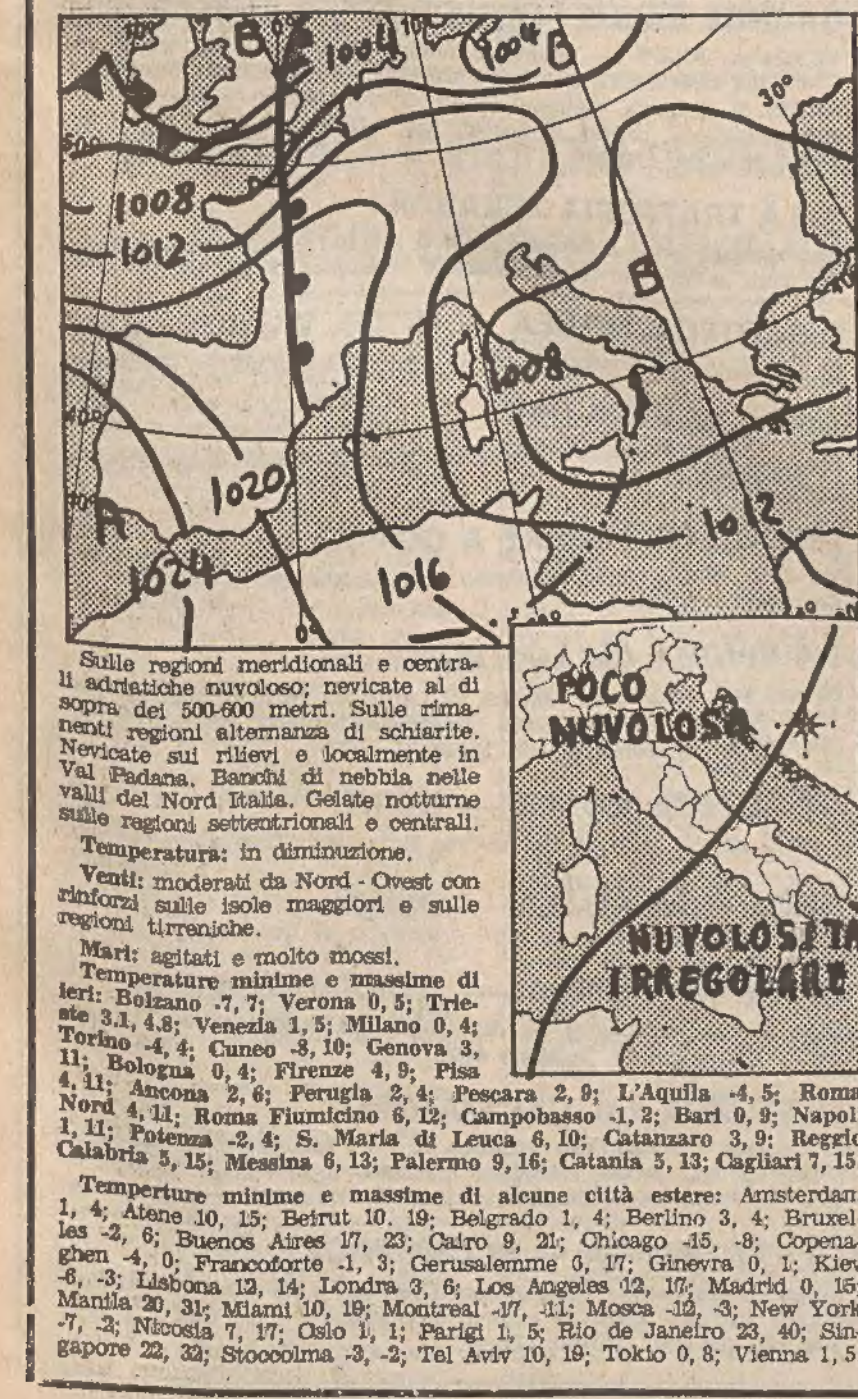 10°
B
0°
1004
10°
1004
B
30°
50°
1008
1012
B
40°
1008
40°
1020
A
1024
1016
1012
0°
POCO
NUVOLOSA
NUVOLOSITA
IRREGOLARE
Sulle regioni meridionali e centra-
li adriatiche nuvoloso; nevicate al di
sopra dei 500-600 metri. Sulle rima-
nenti regioni alternanza di schiarite.
Nevicate sui rilievi e localmente in
Val Padana. Banchi di nebbia nelle
valli del Nord Italia. Gelate notturne
sulle regioni settentrionali e centrali.
Temperatura: in diminuzione.
Venti: moderati da Nord - Ovest con
rinforzi sulle isole maggiori e sulle
regioni tirreniche.
Mari: agitati e molto mossi.
Temperature minime e massime di
ieri: Bolzano -7, 7; Verona 0, 5; Trie-
ste 3.1, 4.8; Venezia 1, 5; Milano 0, 4;
Torino -4, 4; Cuneo -8, 10; Genova 3,
11; Bologna 0, 4; Firenze 4, 9; Pisa
4, 11; Ancona 2, 6; Perugia 2, 4; Pescara 2, 9; L'Aquila -4, 5; Roma
Nord 4, 11; Roma Fiumicino 6, 12; Campobasso -1, 2; Bari 0, 9; Napol
1, 11; Potenza -2, 4; S. Maria di Leuca 6, 10; Catanzaro 3, 9; Reggio
Calabria 5, 15; Messina 6, 13; Palermo 9, 16; Catania 5, 13; Cagliari 7, 15
Temperture minime e massime di alcune città estere: Amsterdam
1, 4; Atene 10, 15; Beirut 10. 19; Belgrado 1, 4; Berlino 3, 4; Bruxel
les -2, 6; Buenos Aires 17, 23; Cairo 9, 21; Chicago -15, -8; Copena-
ghen -4, 0; Francoforte -1, 3; Gerusalemme 6, 17; Ginevra 0, 1; Kiev
-6, -3; Lisbona 12, 14; Londra 3, 6; Los Angeles 12, 17; Madrid 0, 15
Manila 20, 31; Miami 10, 19; Montreal -17, -11; Mosca -12, -3; New York
-7, -2; Nicosia 7, 17; Oslo 1, 1; Parigi 1, 5; Rio de Janeiro 23, 40; Sin-
gapore 22, 32; Stoccolma -3, -2; Tel Aviv 10, 19; Tokio 0, 8; Vienna 1, 5